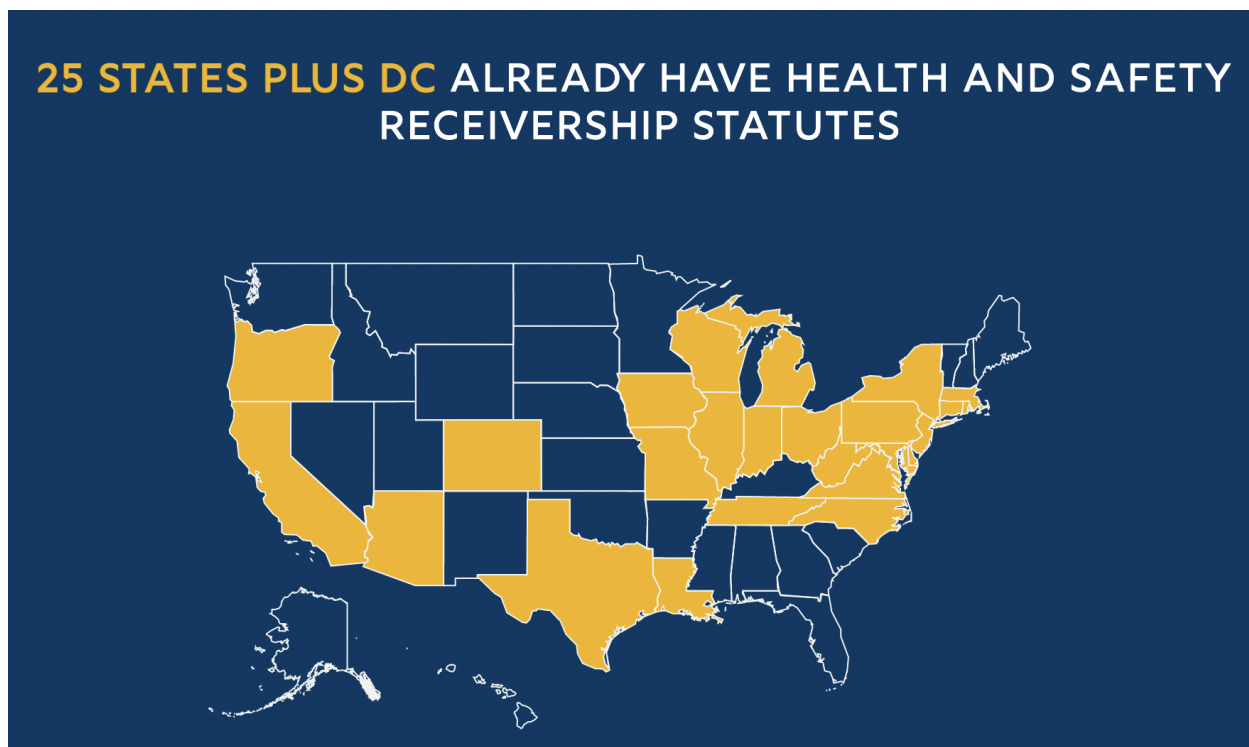 25 STATES PLUS DC ALREADY HAVE HEALTH AND SAFETY
RECEIVERSHIP STATUTES